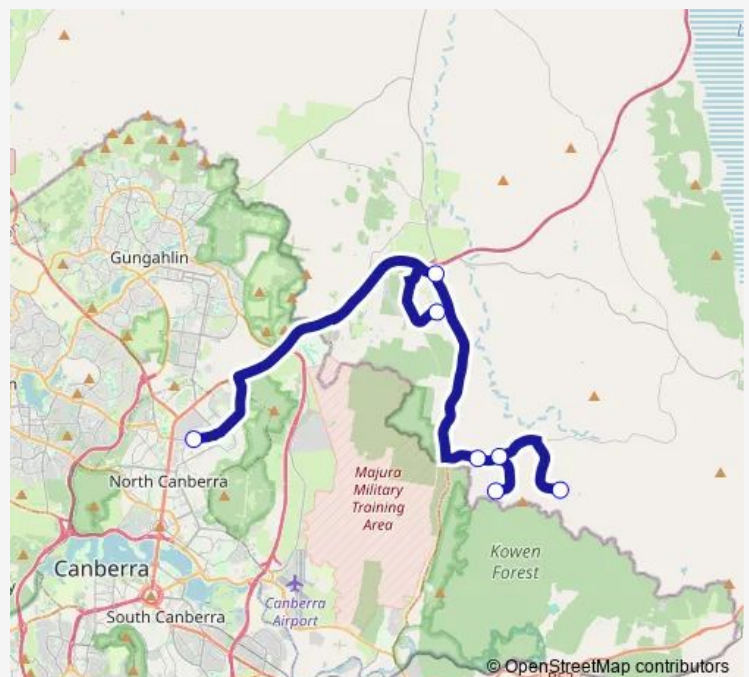 Gungahlin
North Canberra
Majura
Military
Training
Area
Kowen
Forest
Canberra
Canberra
Airport
South Canberra
© OpenStreetMap contributors